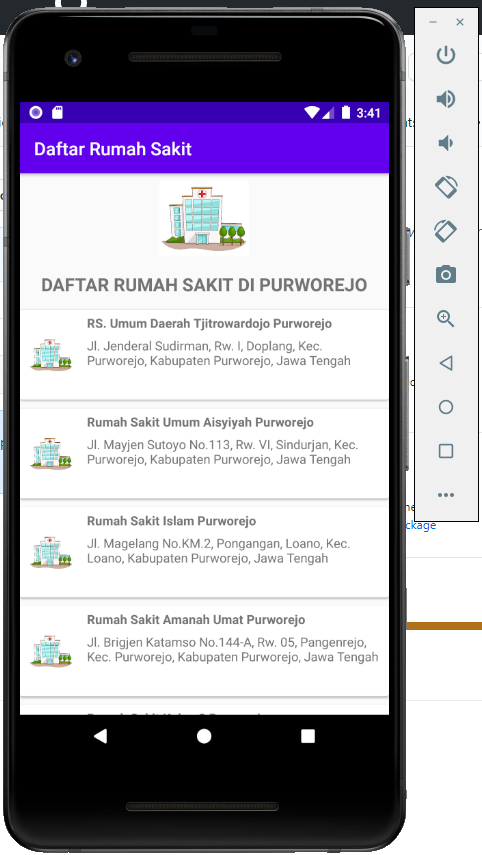 3:41
Daftar Rumah Sakit
DAFTAR RUMAH SAKIT DI PURWOREJO
RS. Umum Daerah Tjitrowardojo Purworejo
Jl. Jenderal Sudirman, Rw. I, Doplang, Kec.
Purworejo, Kabupaten Purworejo, Jawa Tengah
Rumah Sakit Umum Aisyiyah Purworejo
Jl. Mayjen Sutoyo No.113, Rw. VI, Sindurjan, Kec.
Purworejo, Kabupaten Purworejo, Jawa Tengah
Rumah Sakit Islam Purworejo
Jl. Magelang No.KM.2, Pongangan, Loano, Kec.
Loano, Kabupaten Purworejo, Jawa Tengah
Rumah Sakit Amanah Umat Purworejo
Jl. Brigjen Katamso No.144-A, Rw. 05, Pangenrejo,
Kec. Purworejo, Kabupaten Purworejo, Jawa Tengah
ckage